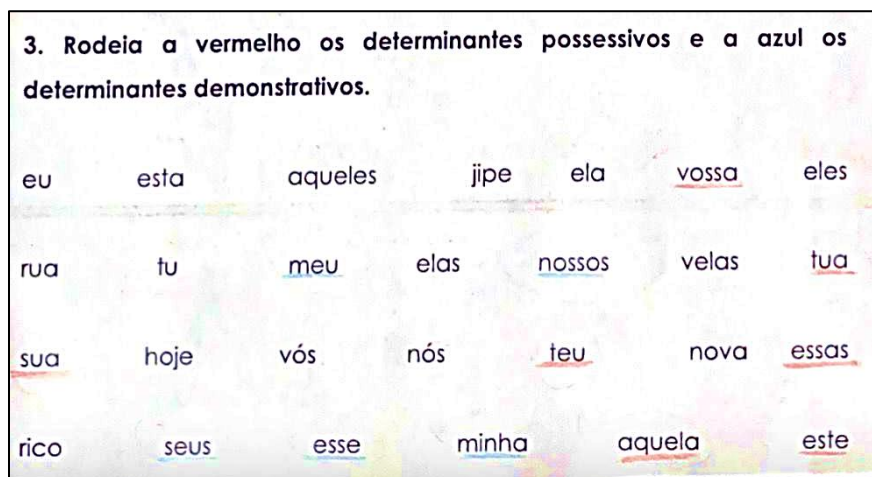 3. Rodeia a vermelho os determinantes possessivos e a azul os
determinantes demonstrativos.
eu esta aqueles jipe ela vossa eles
rua tu meu elas nossos velas tua
sua hoje vós nós teu nova essas
rico seus esse minha aquela este